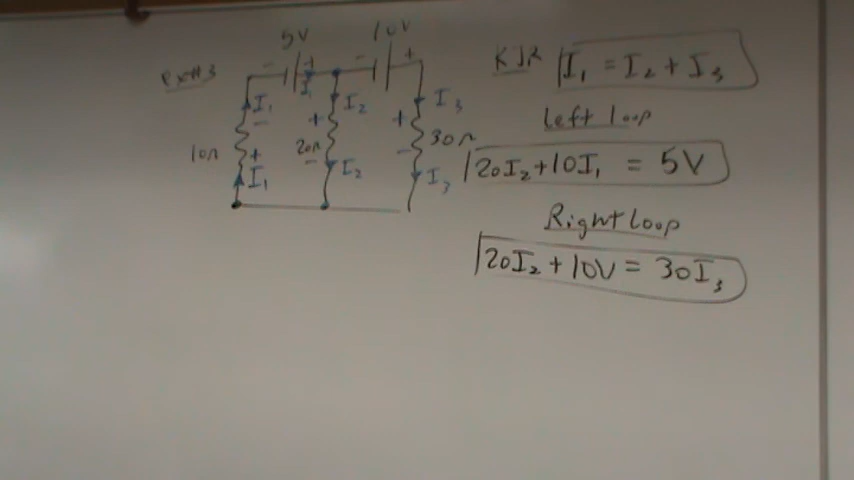 Ex#3
5V
10V
I₁
I₁
I₁
I₂
I₂
I₃
I₃
10Ω
20Ω
30Ω
KJR I₁ = I₂ + I₃
Left loop
20I₂+10I₁ = 5V
Right loop
20I₂ + 10V = 30I₃